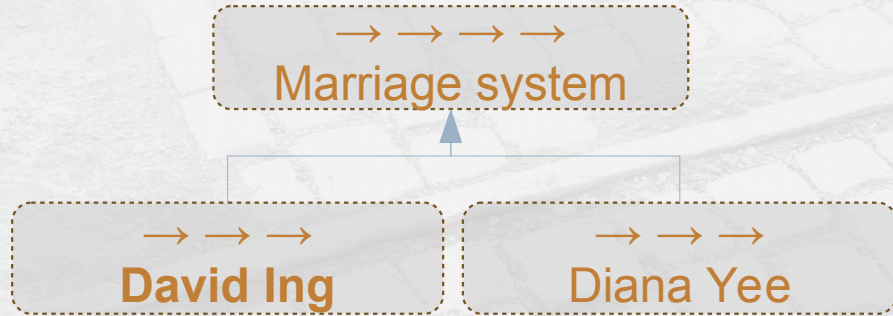 → → → →
Marriage system
→ → → → → →
David Ing Diana Yee